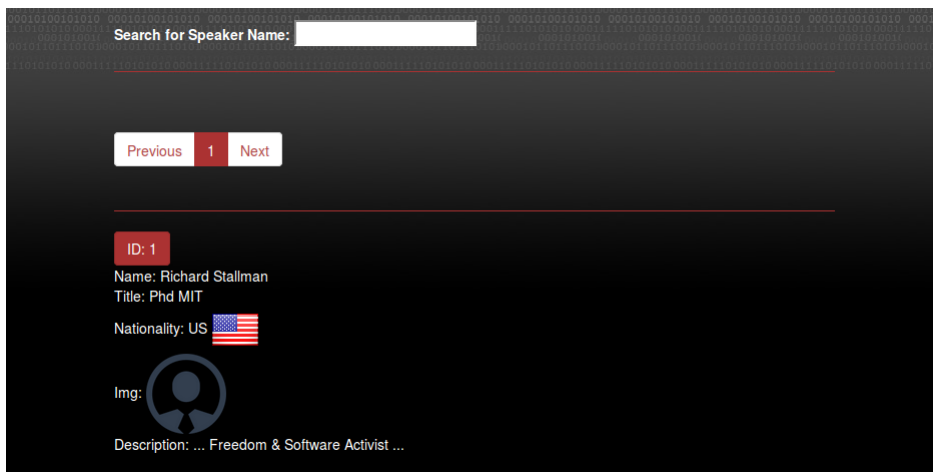 Search for Speaker Name:
Previous 1 Next
ID: 1
Name: Richard Stallman
Title: Phd MIT
Nationality: US
Img:
Description: ... Freedom & Software Activist ...